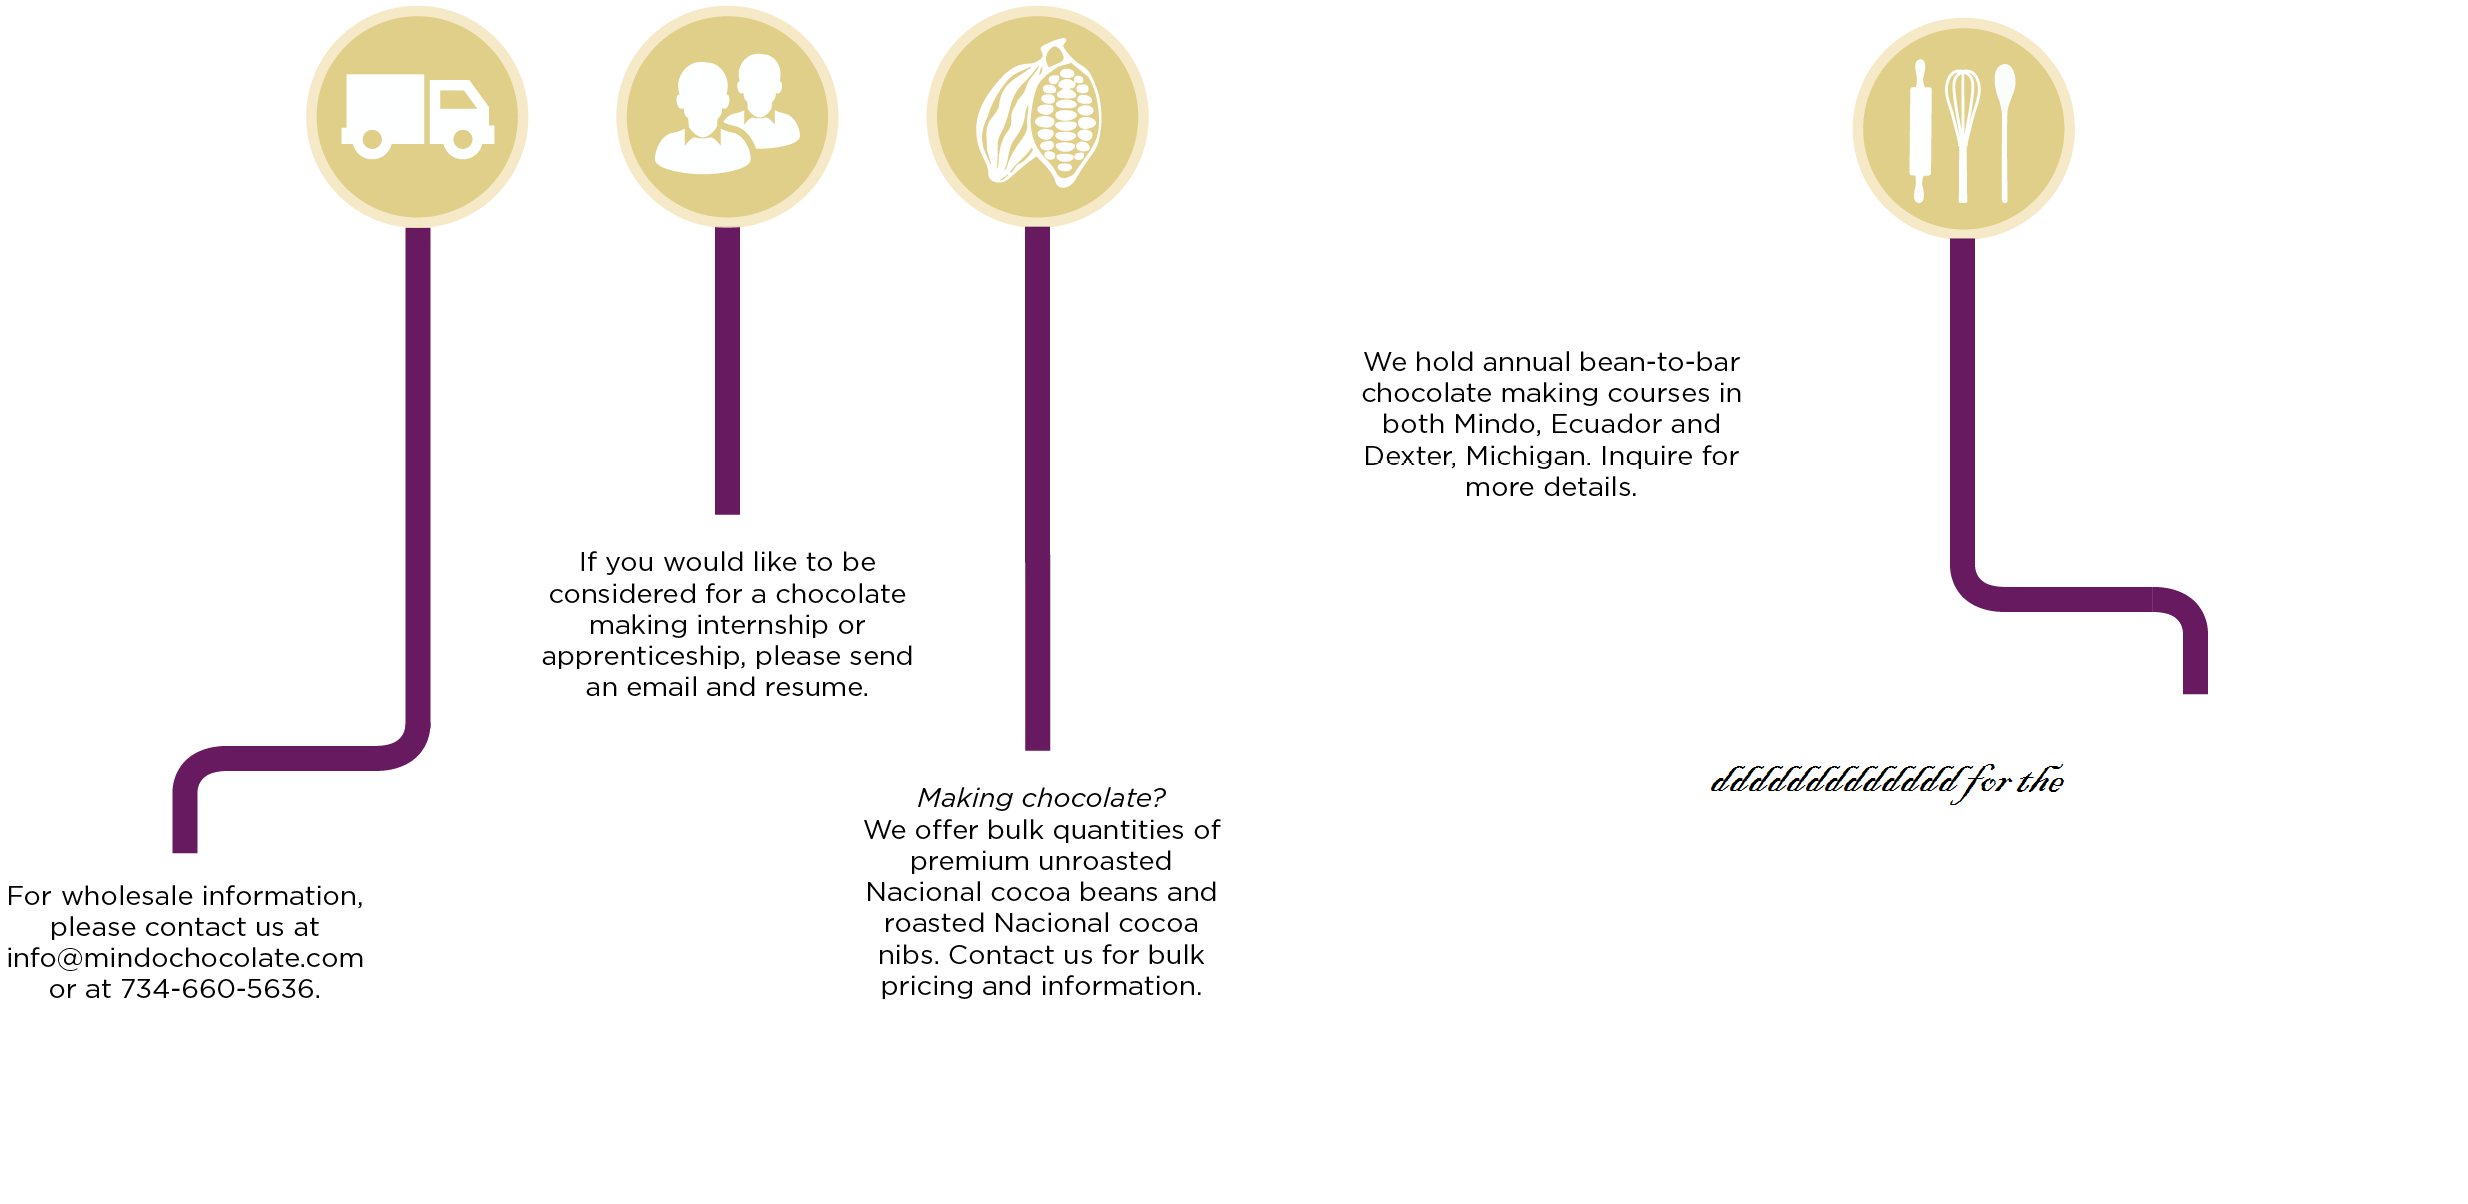 We hold annual bean-to-bar
chocolate making courses in
both Mindo, Ecuador and
Dexter, Michigan. Inquire for
more details.
If you would like to be
considered for a chocolate
making internship or
apprenticeship, please send
an email and resume.
Making chocolate?
We offer bulk quantities of
premium unroasted
Nacional cocoa beans and
roasted Nacional cocoa
nibs. Contact us for bulk
pricing and information.
ddddddddddddd for the
For wholesale information,
please contact us at
info@mindochocolate.com
or at 734-660-5636.